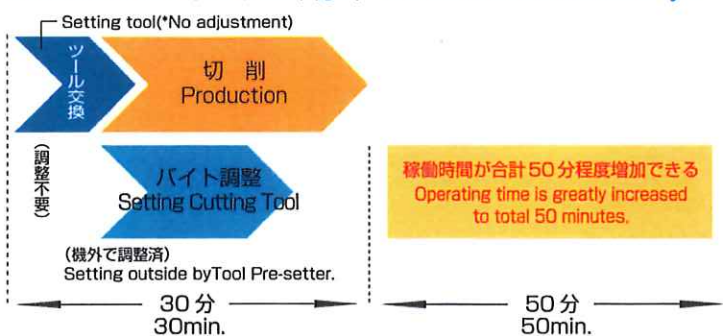 Setting tool(*No adjustment)
ツール交換
切 削
Production
(調整不要)
バイト調整
Setting Cutting Tool
稼働時間が合計50分程度増加できる
Operating time is greatly increased
to total 50 minutes.
(機外で調整済)
Setting outside byTool Pre-setter.
30分
30min.
50分
50min.